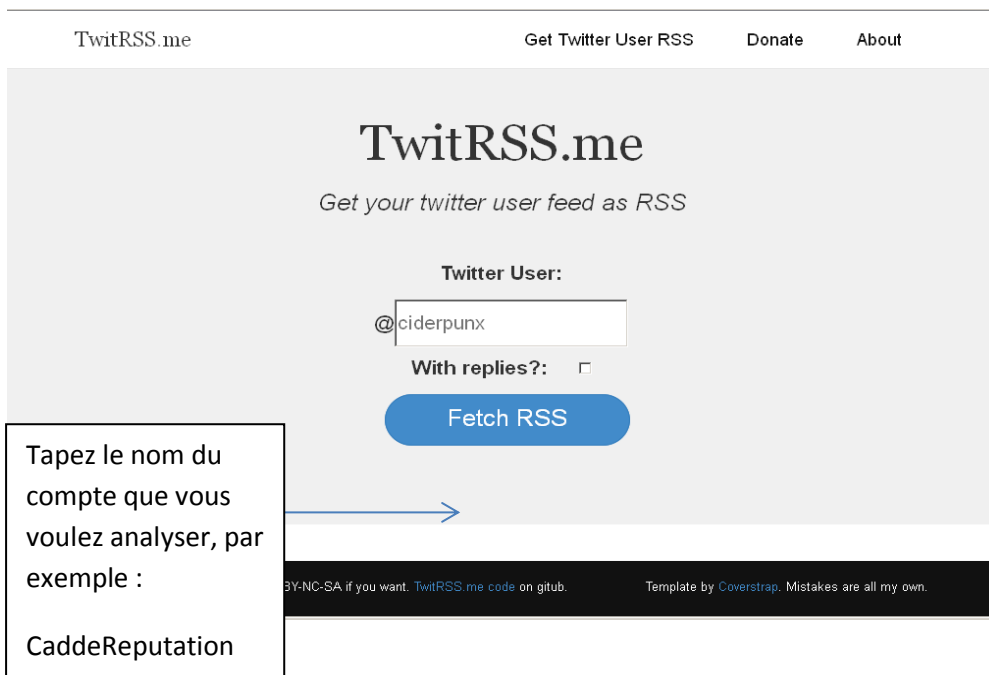 TwitRSS.me
Get Twitter User RSS
Donate
About
TwitRSS.me
Get your twitter user feed as RSS
Twitter User:
@ciderpunx
With replies?:
Fetch RSS
Tapez le nom du
compte que vous
voulez analyser, par
exemple :
CaddeReputation
BY-NC-SA if you want. TwitRSS.me code on gitub.
Template by Coverstrap. Mistakes are all my own.